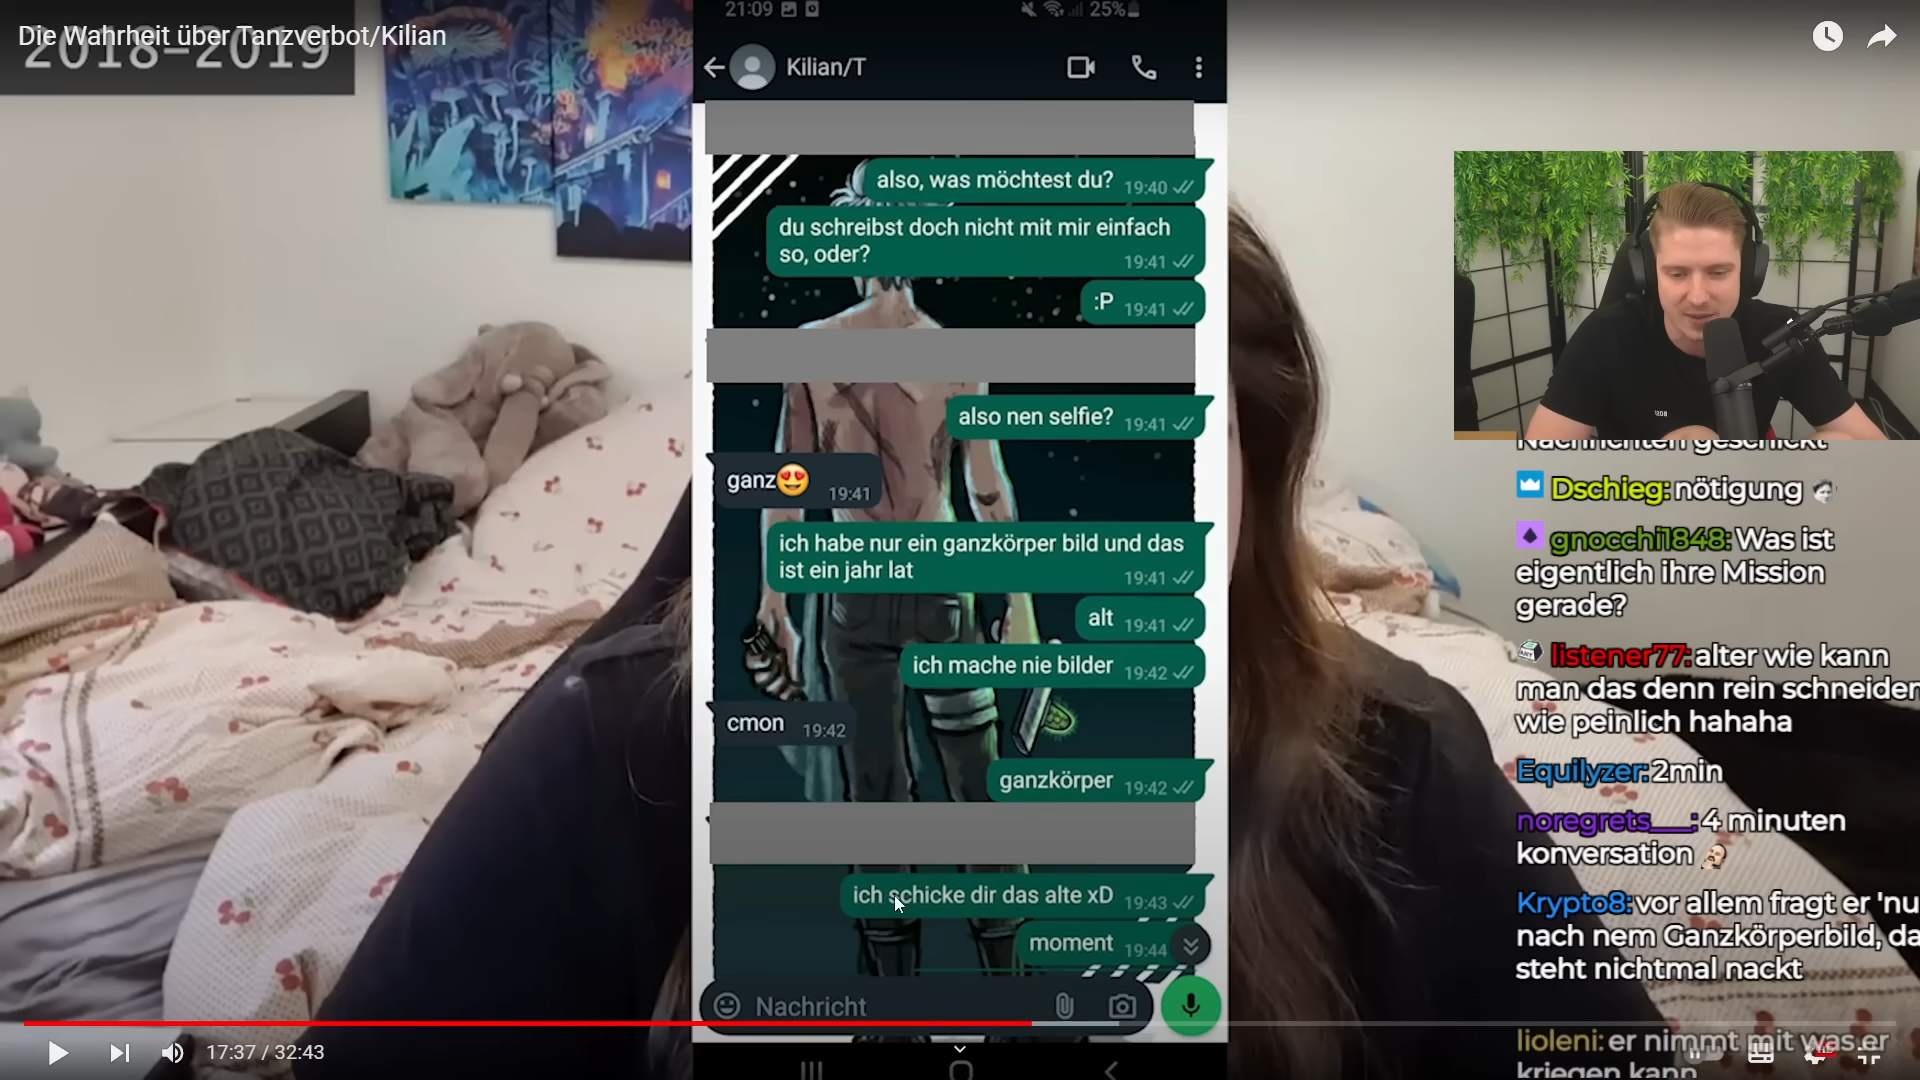 Die Wahrheit über Tanzverbot/Kilian
2018-2019
21:09
25%
Kilian/T
also, was möchtest du? 19:40
du schreibst doch nicht mit mir einfach
so, oder? 19:41
:P 19:41
also nen selfie? 19:41
ganz😍 19:41
ich habe nur ein ganzkörper bild und das
ist ein jahr lat 19:41
alt 19:41
ich mache nie bilder 19:42
cmon 19:42
ganzkörper 19:42
ich schicke dir das alte xD 19:43
moment 19:44
Nachricht
17:37 / 32:43
Nachrichten geschickt
Dschieg: nötigung
gnocchi1848: Was ist
eigentlich ihre Mission
gerade?
listener77: alter wie kann
man das denn rein schneiden
wie peinlich hahaha
Equilyzer: 2min
noregrets___: 4 minuten
konversation
Krypto8: vor allem fragt er 'nu
nach nem Ganzkörperbild, da
steht nichtmal nackt
lioleni: er nimmt mit was er
kriegen kann
HD